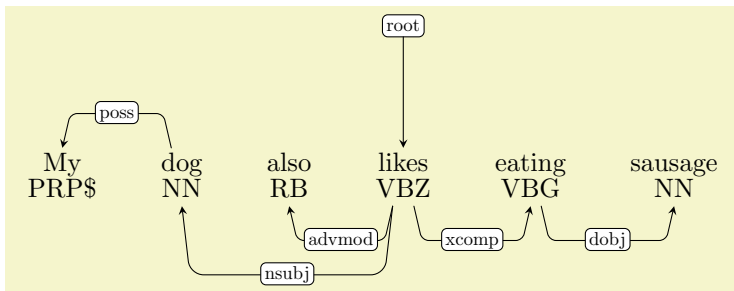 root
poss
My dog also likes eating sausage
PRP$ NN RB VBZ VBG NN
advmod xcomp dobj
nsubj